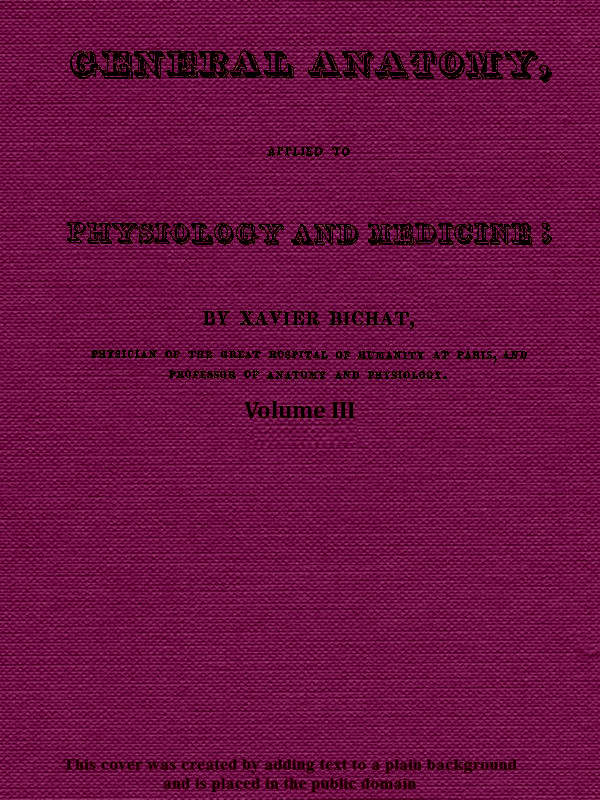 GENERAL ANATOMY,
APPLIED TO
PHYSIOLOGY AND MEDICINE;
BY XAVIER BICHAT,
PHYSICIAN OF THE GREAT HOSPITAL OF HUMANITY AT PARIS, AND
PROFESSOR OF ANATOMY AND PHYSIOLOGY.
Volume III
This cover was created by adding text to a plain background
and is placed in the public domain